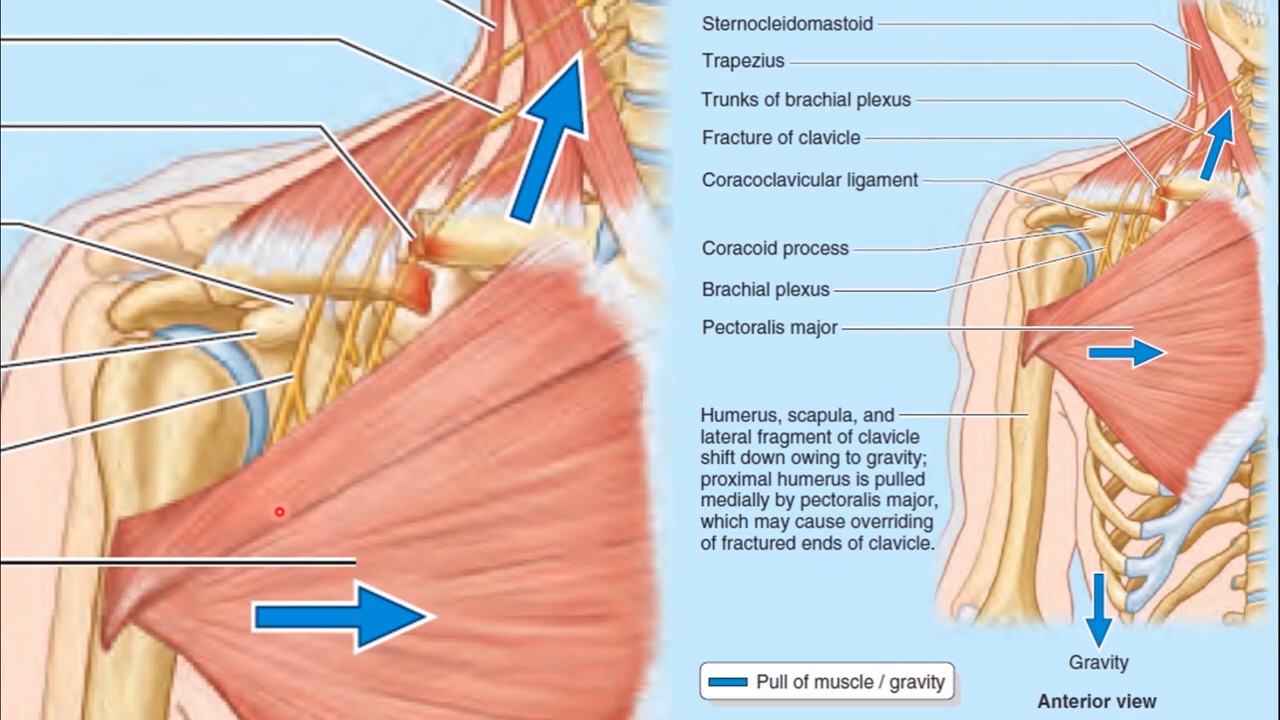 Sternocleidomastoid
Trapezius
Trunks of brachial plexus
Fracture of clavicle
Coracoclavicular ligament
Coracoid process
Brachial plexus
Pectoralis major
Humerus, scapula, and
lateral fragment of clavicle
shift down owing to gravity;
proximal humerus is pulled
medially by pectoralis major,
which may cause overriding
of fractured ends of clavicle.
Gravity
Pull of muscle / gravity
Anterior view